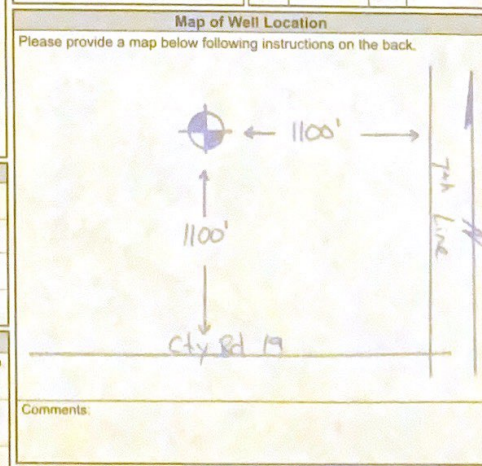 Map of Well Location
Please provide a map below following instructions on the back.
1100'
7th Line
N
1100'
Cty Rd 19
Comments: